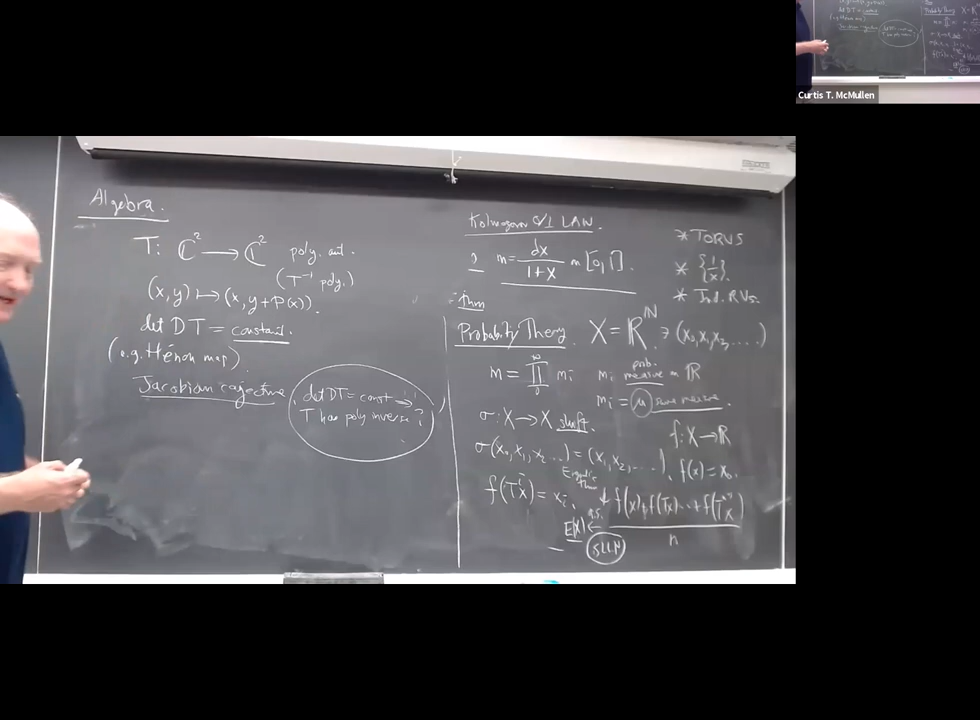 Curtis T. McMullen
Algebra.
T: ℂ² → ℂ² poly. aut.
(T⁻¹ poly.)
(x, y) ↦ (x, y + P(x)).
det DT = constant.
(e.g. Hénon map)
Jacobian cojective
det DT = const ⇒
T has poly inverse?
Kolmogorov 0/1 LAW.
m = dx / 1+X on [0,1].
Thm
Probability Theory. X = ℝ^ℕ ∋ (x₀, x₁, x₂, ....)
m = ∏ mᵢ mᵢ prob. measure on ℝ
mᵢ = μ same measure.
σ: X → X shift.
f: X → ℝ
σ(x₀, x₁, x₂ ...) = (x₁, x₂, ....). f(x) = x₀.
Ergodic Thm
f(Tⁱx) = xᵢ.
E(X) ← a.s. f(x) + f(Tx) ... + f(Tⁿ⁻¹x) / n
SLLN
* TORUS
* {1/x}.
* Ind. RVs.